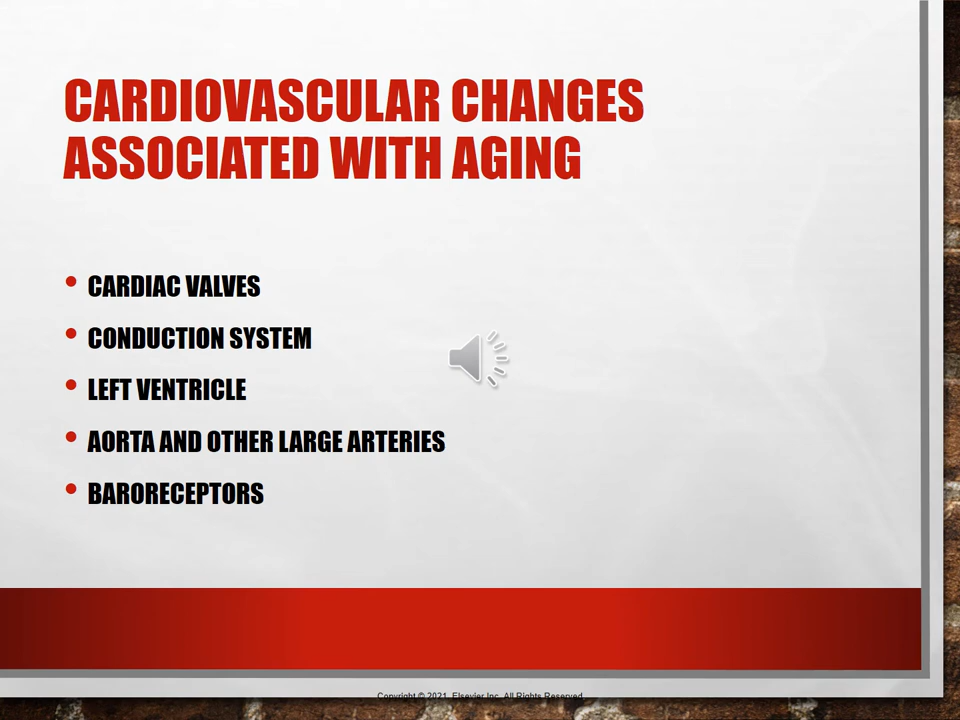 CARDIOVASCULAR CHANGES
ASSOCIATED WITH AGING
• CARDIAC VALVES
• CONDUCTION SYSTEM
• LEFT VENTRICLE
• AORTA AND OTHER LARGE ARTERIES
• BARORECEPTORS
Copyright © 2021, Elsevier Inc. All Rights Reserved.